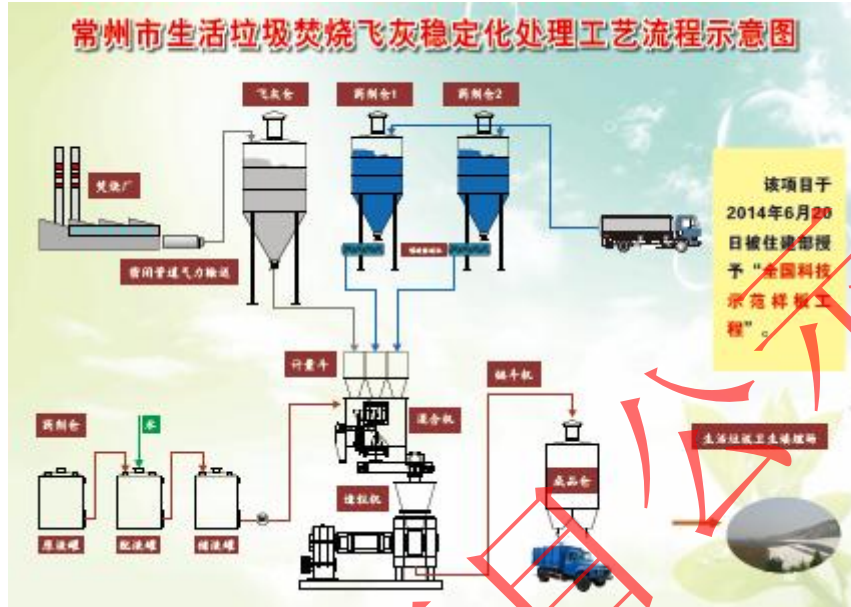 常州市生活垃圾焚烧飞灰稳定化处理工艺流程示意图
飞灰仓
药剂仓1
药剂仓2
焚烧厂
密闭管道气力输送
该项目于
2014年6月20
日被住建部授
予“全国科技
示范样板工
程”。
计量斗
链斗机
药剂仓
水
混合机
生活垃圾卫生填埋场
成品仓
造粒机
原液罐
配液罐
储液罐